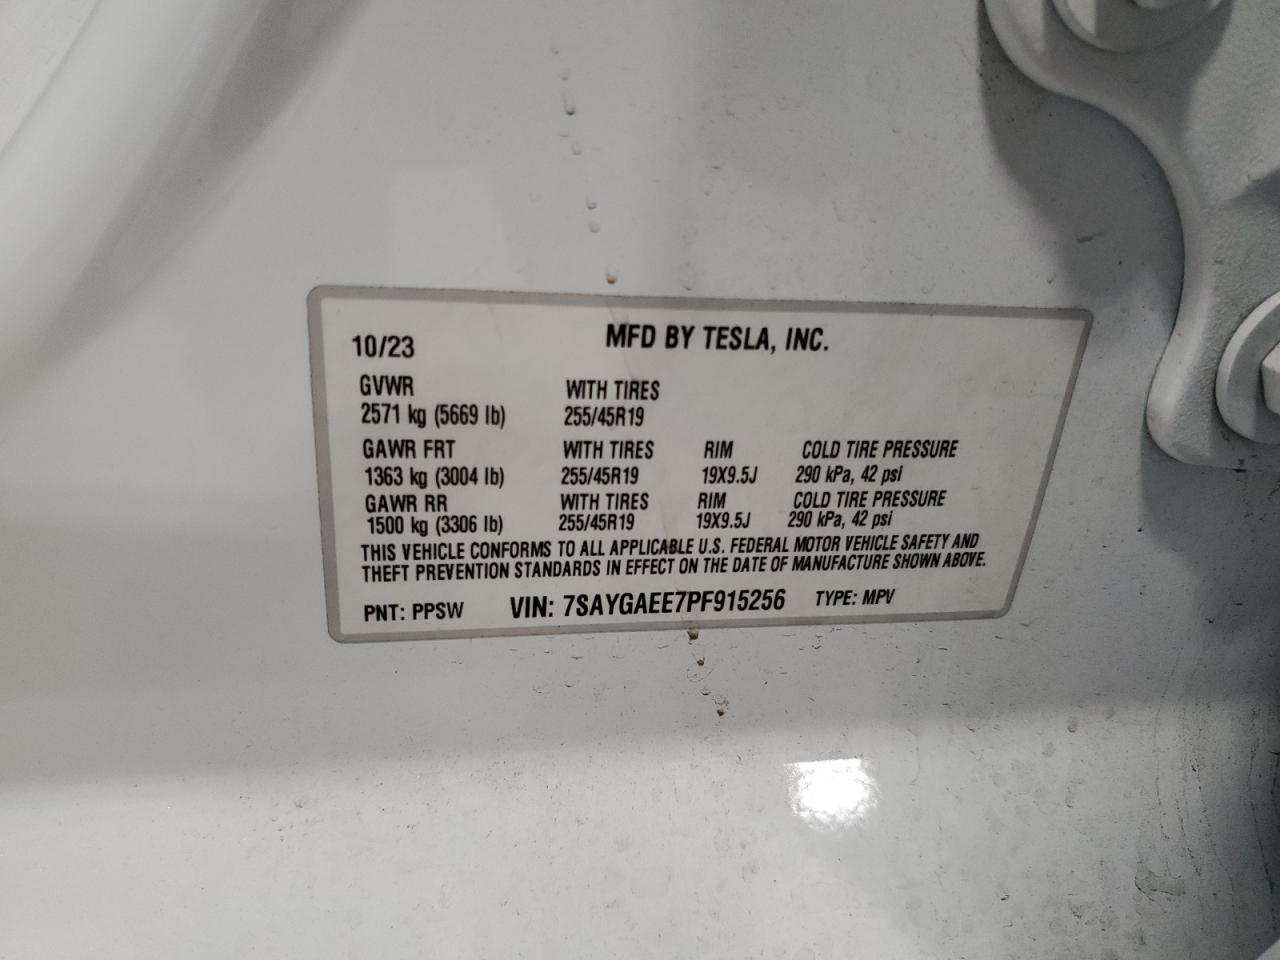 10/23 MFD BY TESLA, INC.
GVWR WITH TIRES
2571 kg (5669 lb) 255/45R19
GAWR FRT WITH TIRES RIM COLD TIRE PRESSURE
1363 kg (3004 lb) 255/45R19 19X9.5J 290 kPa, 42 psi
GAWR RR WITH TIRES RIM COLD TIRE PRESSURE
1500 kg (3306 lb) 255/45R19 19X9.5J 290 kPa, 42 psi
THIS VEHICLE CONFORMS TO ALL APPLICABLE U.S. FEDERAL MOTOR VEHICLE SAFETY AND
THEFT PREVENTION STANDARDS IN EFFECT ON THE DATE OF MANUFACTURE SHOWN ABOVE.
PNT: PPSW VIN: 7SAYGAEE7PF915256 TYPE: MPV